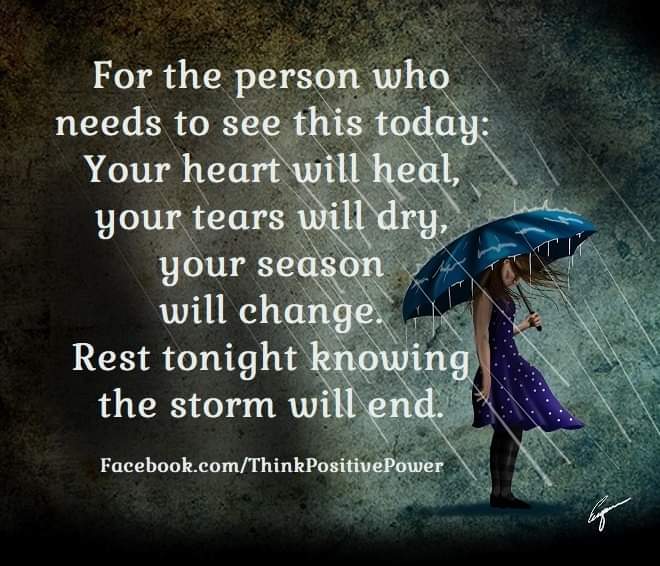 For the person who
needs to see this today:
Your heart will heal,
your tears will dry,
your season
will change.
Rest tonight knowing
the storm will end.
Facebook.com/ThinkPositivePower